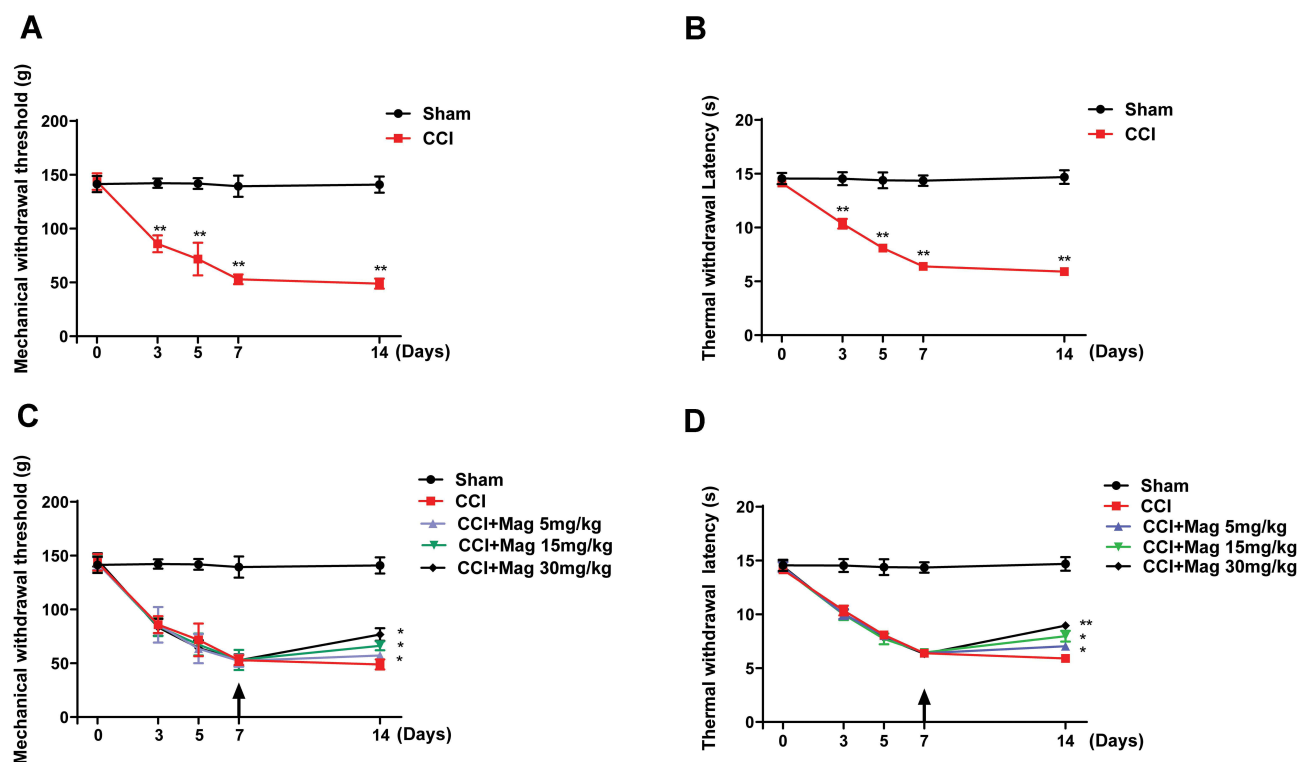 A
Mechanical withdrawal threshold (g)
200
150
100
50
0
0 3 5 7 14 (Days)
Sham
CCI
** ** ** **
B
Thermal withdrawal Latency (s)
20
15
10
5
0
0 3 5 7 14 (Days)
Sham
CCI
** ** ** **
C
Mechanical withdrawal threshold (g)
200
150
100
50
0
0 3 5 7 14 (Days)
Sham
CCI
CCI+Mag 5mg/kg
CCI+Mag 15mg/kg
CCI+Mag 30mg/kg
*
*
*
D
Thermal withdrawal latency (s)
20
15
10
5
0
0 3 5 7 14 (Days)
Sham
CCI
CCI+Mag 5mg/kg
CCI+Mag 15mg/kg
CCI+Mag 30mg/kg
**
*
*